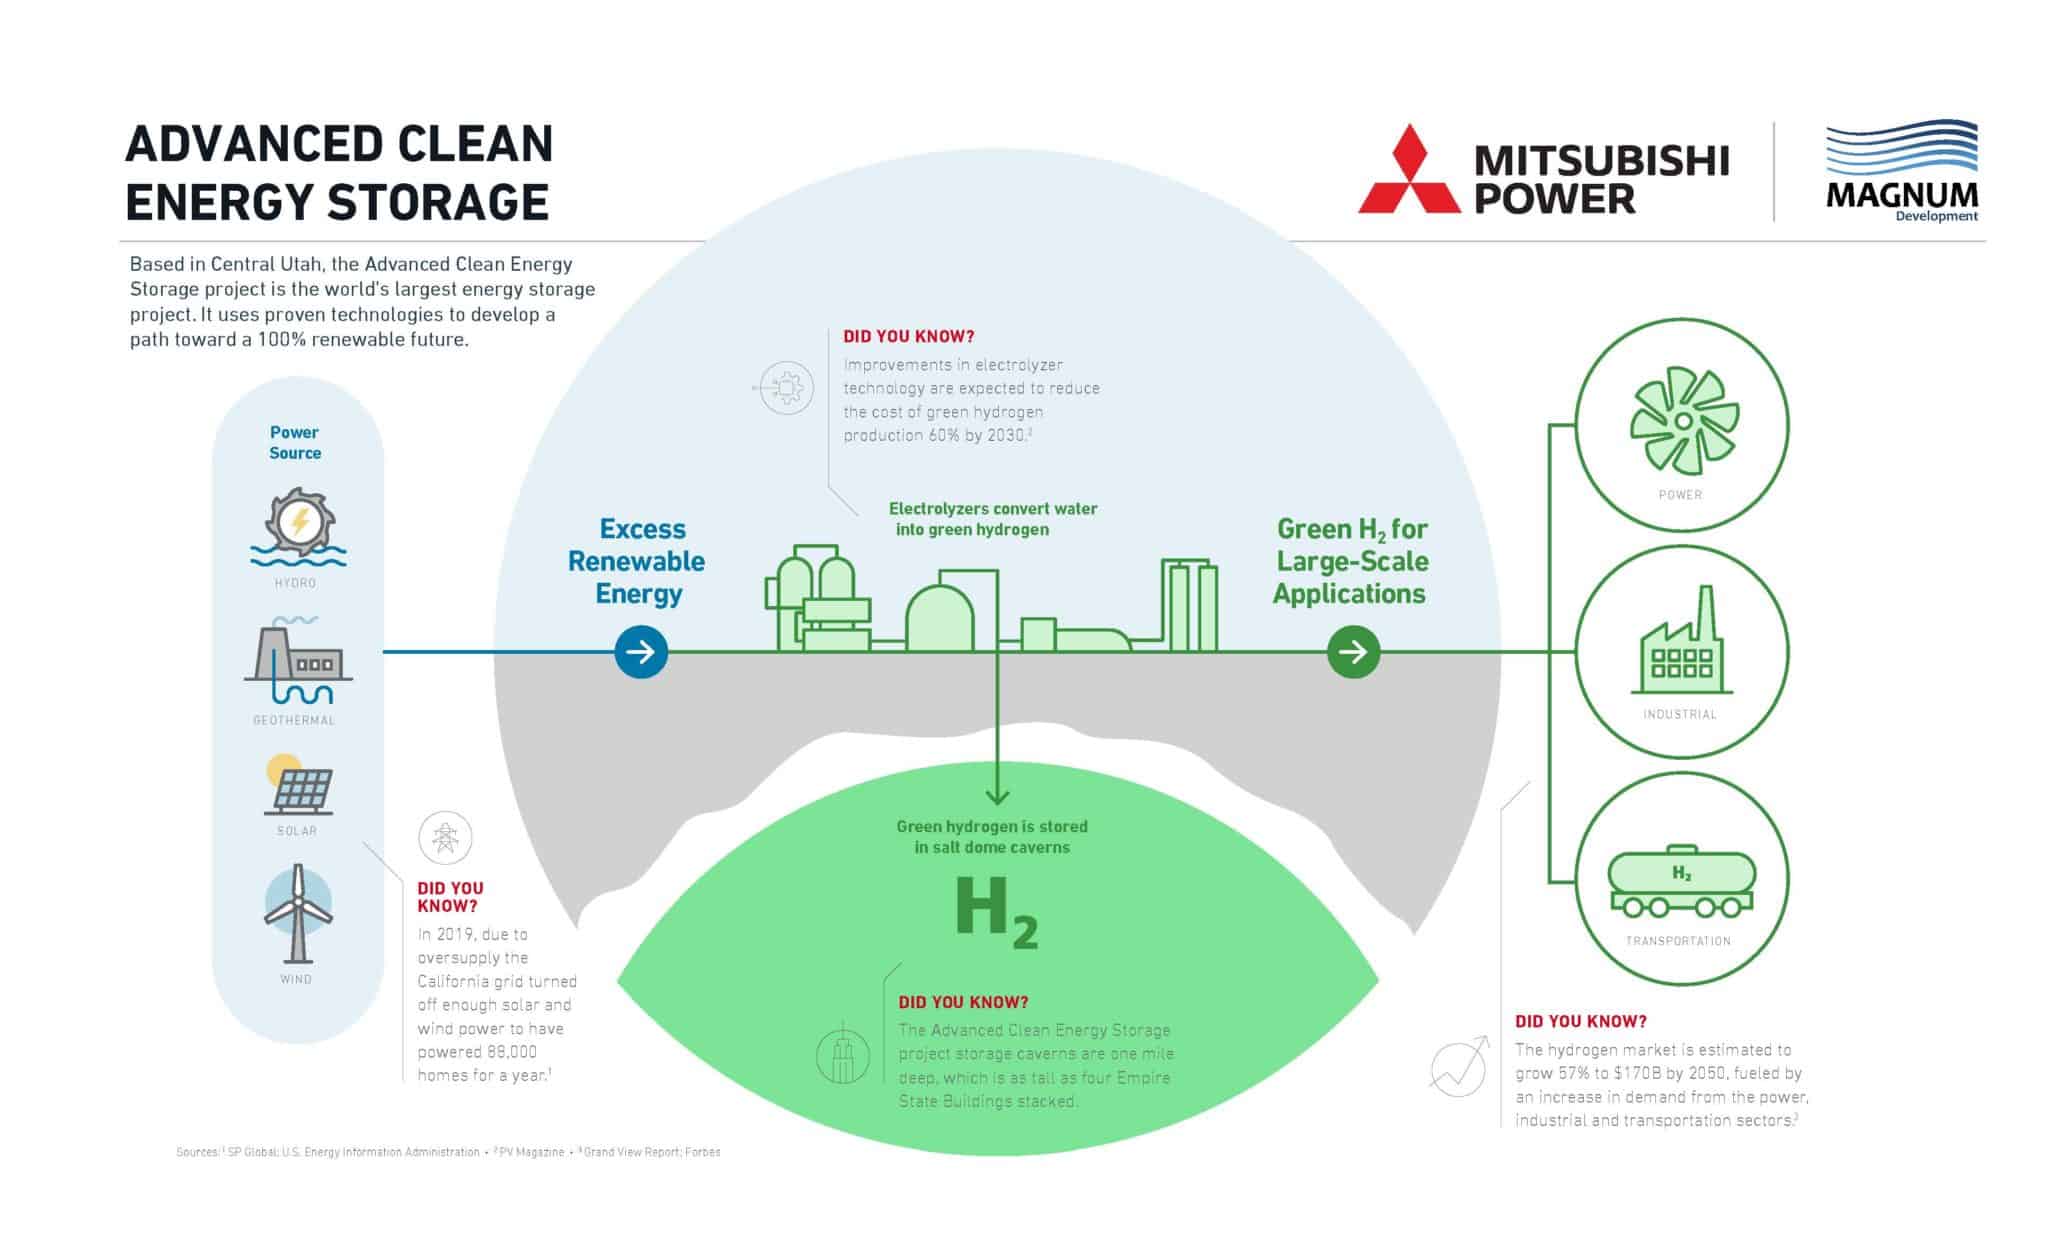 ADVANCED CLEAN
ENERGY STORAGE
MITSUBISHI
POWER
MAGNUM
Development
Based in Central Utah, the Advanced Clean Energy
Storage project is the world's largest energy storage
project. It uses proven technologies to develop a
path toward a 100% renewable future.
Power
Source
HYDRO
GEOTHERMAL
SOLAR
WIND
DID YOU
KNOW?
In 2019, due to
oversupply the
California grid turned
off enough solar and
wind power to have
powered 88,000
homes for a year.¹
Excess
Renewable
Energy
DID YOU KNOW?
Improvements in electrolyzer
technology are expected to reduce
the cost of green hydrogen
production 60% by 2030.²
Electrolyzers convert water
into green hydrogen
Green hydrogen is stored
in salt dome caverns
H₂
DID YOU KNOW?
The Advanced Clean Energy Storage
project storage caverns are one mile
deep, which is as tall as four Empire
State Buildings stacked.
Green H₂ for
Large-Scale
Applications
POWER
INDUSTRIAL
H₂
TRANSPORTATION
DID YOU KNOW?
The hydrogen market is estimated to
grow 57% to $170B by 2050, fueled by
an increase in demand from the power,
industrial and transportation sectors.³
Sources: ¹ SP Global; U.S. Energy Information Administration • ² PV Magazine • ³ Grand View Report; Forbes